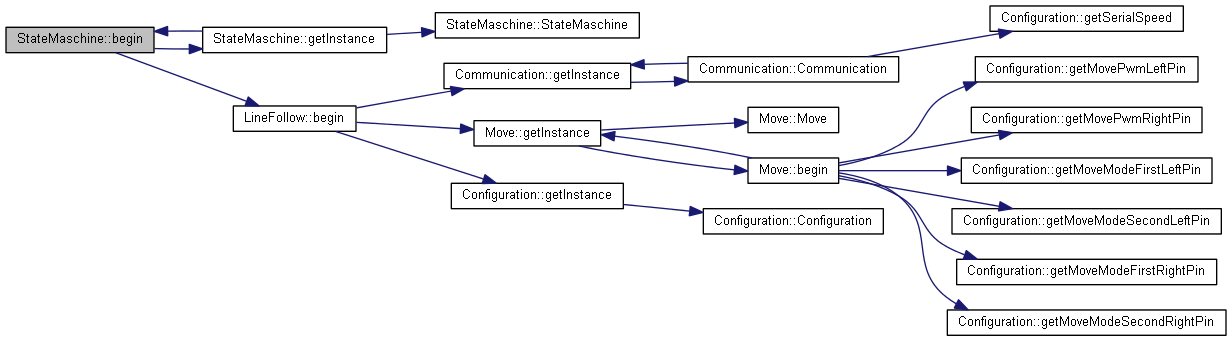 StateMaschine::begin
StateMaschine::getInstance
StateMaschine::StateMaschine
LineFollow::begin
Communication::getInstance
Communication::Communication
Configuration::getSerialSpeed
Move::getInstance
Move::Move
Move::begin
Configuration::getMovePwmLeftPin
Configuration::getMovePwmRightPin
Configuration::getMoveModeFirstLeftPin
Configuration::getMoveModeSecondLeftPin
Configuration::getMoveModeFirstRightPin
Configuration::getMoveModeSecondRightPin
Configuration::getInstance
Configuration::Configuration